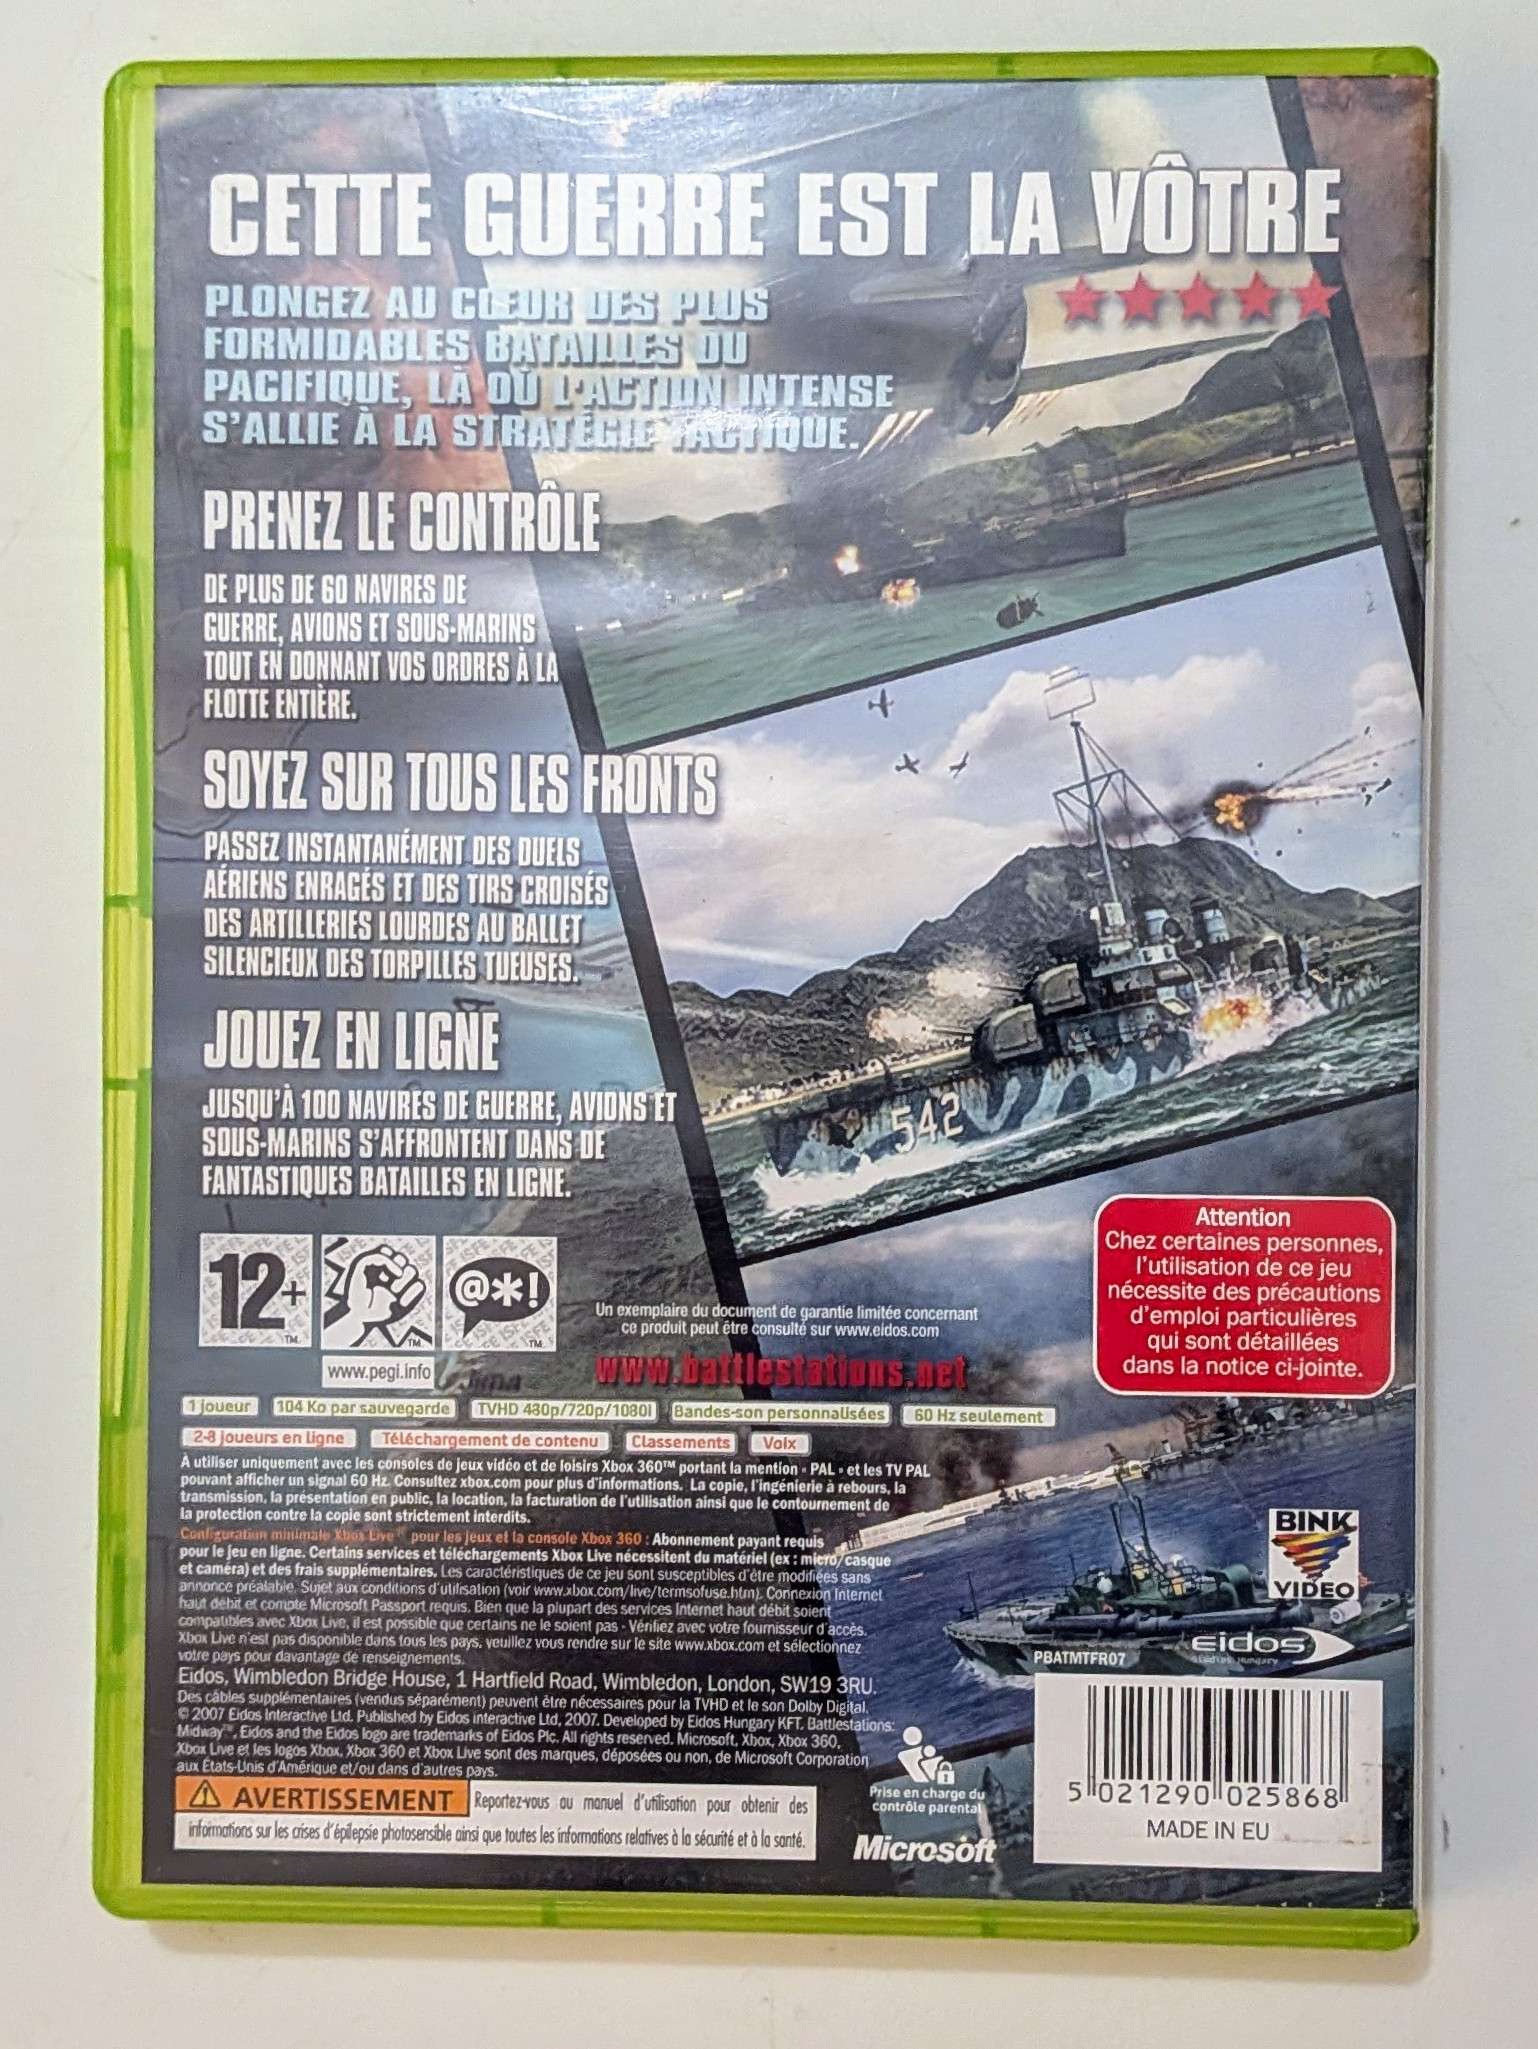 CETTE GUERRE EST LA VÔTRE
PLONGEZ AU CŒUR DES PLUS
FORMIDABLES BATAILLES DU
PACIFIQUE, LÀ OÙ L'ACTION INTENSE
S'ALLIE À LA STRATÉGIE TACTIQUE.
PRENEZ LE CONTRÔLE
DE PLUS DE 60 NAVIRES DE
GUERRE, AVIONS ET SOUS-MARINS
TOUT EN DONNANT VOS ORDRES À LA
FLOTTE ENTIÈRE.
SOYEZ SUR TOUS LES FRONTS
PASSEZ INSTANTANÉMENT DES DUELS
AÉRIENS ENRAGÉS ET DES TIRS CROISÉS
DES ARTILLERIES LOURDES AU BALLET
SILENCIEUX DES TORPILLES TUEUSES.
JOUEZ EN LIGNE
JUSQU'À 100 NAVIRES DE GUERRE, AVIONS ET
SOUS-MARINS S'AFFRONTENT DANS DE
FANTASTIQUES BATAILLES EN LIGNE.
542
12+ TM
TM
@*! TM
www.pegi.info
Un exemplaire du document de garantie limitée concernant
ce produit peut être consulté sur www.eidos.com
www.battlestations.net
Attention
Chez certaines personnes,
l'utilisation de ce jeu
nécessite des précautions
d'emploi particulières
qui sont détaillées
dans la notice ci-jointe.
1 joueur 104 Ko par sauvegarde TVHD 480p/720p/1080i Bandes-son personnalisées 60 Hz seulement
2-8 joueurs en ligne Téléchargement de contenu Classements Voix
A utiliser uniquement avec les consoles de jeux vidéo et de loisirs Xbox 360™ portant la mention « PAL » et les TV PAL
pouvant afficher un signal 60 Hz. Consultez xbox.com pour plus d'informations. La copie, l'ingénierie à rebours, la
transmission, la présentation en public, la location, la facturation de l'utilisation ainsi que le contournement de
la protection contre la copie sont strictement interdits.
Configuration minimale Xbox Live® pour les jeux et la console Xbox 360 : Abonnement payant requis
pour le jeu en ligne. Certains services et téléchargements Xbox Live nécessitent du matériel (ex : micro/casque
et caméra) et des frais supplémentaires. Les caractéristiques de ce jeu sont susceptibles d'être modifiées sans
annonce préalable. Sujet aux conditions d'utilisation (voir www.xbox.com/live/termsofuse.htm). Connexion Internet
haut débit et compte Microsoft Passport requis. Bien que la plupart des services Internet haut débit soient
compatibles avec Xbox Live, il est possible que certains ne le soient pas - Vérifiez avec votre fournisseur d'accès.
Xbox Live n'est pas disponible dans tous les pays, veuillez vous rendre sur le site www.xbox.com et sélectionnez
votre pays pour davantage de renseignements.
Eidos, Wimbledon Bridge House, 1 Hartfield Road, Wimbledon, London, SW19 3RU.
Des câbles supplémentaires (vendus séparément) peuvent être nécessaires pour la TVHD et le son Dolby Digital.
© 2007 Eidos Interactive Ltd. Published by Eidos interactive Ltd, 2007. Developed by Eidos Hungary KFT. Battlestations:
Midway™, Eidos and the Eidos logo are trademarks of Eidos Plc. All rights reserved. Microsoft, Xbox, Xbox 360,
Xbox Live et les logos Xbox, Xbox 360 et Xbox Live sont des marques, déposées ou non, de Microsoft Corporation
aux États-Unis d'Amérique et/ou dans d'autres pays.
AVERTISSEMENT Reportez-vous au manuel d'utilisation pour obtenir des
informations sur les crises d'épilepsie photosensible ainsi que toutes les informations relatives à la sécurité et à la santé.
Prise en charge du
contrôle parental
Microsoft
BINK
VIDEO
Eidos
Studios Hungary
PBATMTFR07
5 021290 025868
MADE IN EU